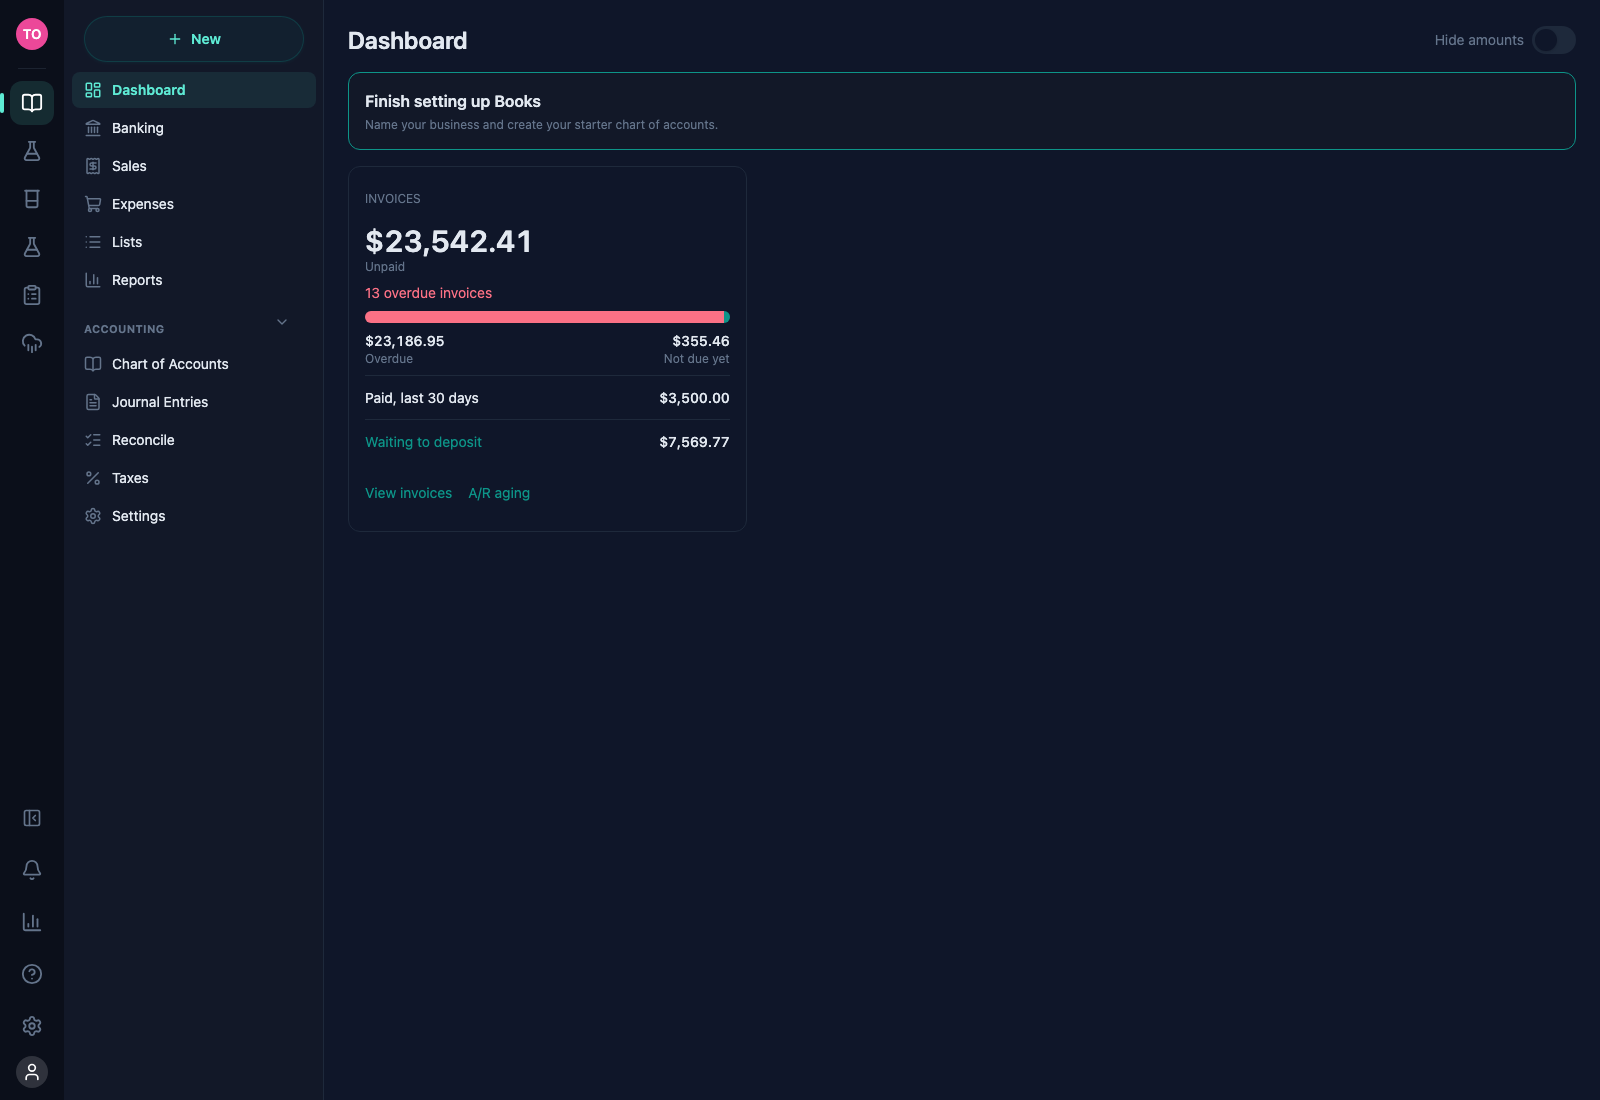 TO
New
Dashboard
Banking
Sales
Expenses
Lists
Reports
ACCOUNTING
Chart of Accounts
Journal Entries
Reconcile
Taxes
Settings
Dashboard
Hide amounts
Finish setting up Books
Name your business and create your starter chart of accounts.
INVOICES
$23,542.41
Unpaid
13 overdue invoices
$23,186.95 $355.46
Overdue Not due yet
Paid, last 30 days $3,500.00
Waiting to deposit $7,569.77
View invoices A/R aging